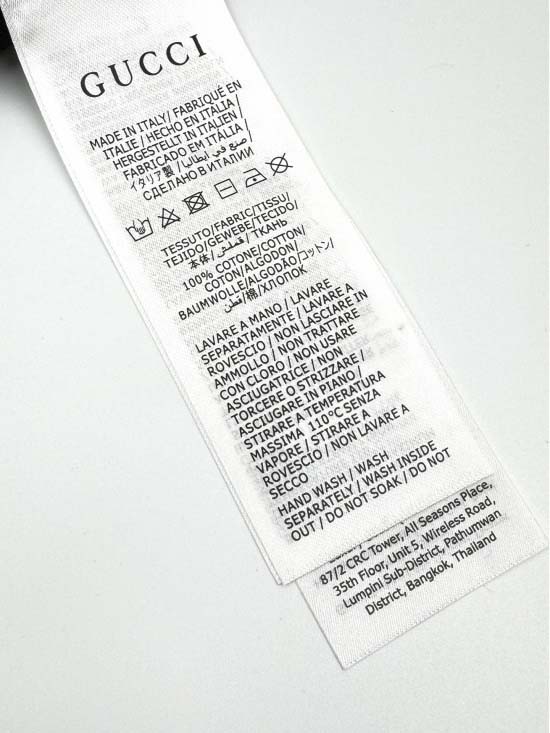 GUCCI
MADE IN ITALY/ FABRIQUÉ EN
ITALIE / HECHO EN ITALIA/
HERGESTELLT IN ITALIEN/
FABRICADO EM ITÁLIA/
イタリア製 / صنع في ايطاليا /
СДЕЛАНО В ИТАЛИИ
TESSUTO/FABRIC/TISSU/
TEJIDO/GEWEBE/TECIDO/
本体/ قماش / ТКАНЬ
100% COTONE/COTTON/
COTON/ALGODON/
BAUMWOLLE/ALGODÃO/コットン/
قطن/棉/ХЛОПОК
LAVARE A MANO / LAVARE
SEPARATAMENTE / LAVARE A
ROVESCIO / NON LASCIARE IN
AMMOLLO / NON TRATTARE
CON CLORO / NON USARE
ASCIUGATRICE / NON
TORCERE O STRIZZARE /
ASCIUGARE IN PIANO /
STIRARE A TEMPERATURA
MASSIMA 110°C SENZA
VAPORE / STIRARE A
ROVESCIO / NON LAVARE A
SECCO
HAND WASH / WASH
SEPARATELY / WASH INSIDE
OUT / DO NOT SOAK / DO NOT
87/2 CRC Tower, All Seasons Place,
35th Floor, Unit 5, Wireless Road,
Lumpini Sub-District, Pathumwan
District, Bangkok, Thailand